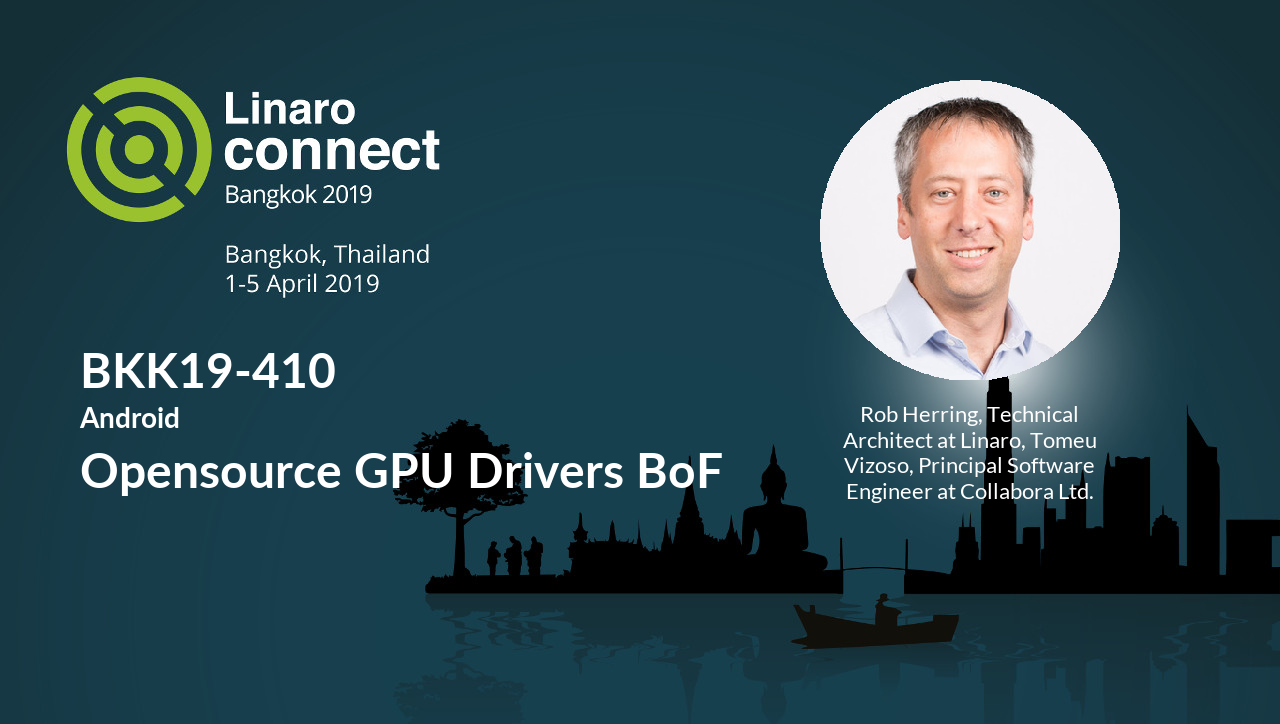 Linaro
connect
Bangkok 2019
Bangkok, Thailand
1-5 April 2019
BKK19-410
Android
Opensource GPU Drivers BoF
Rob Herring, Technical
Architect at Linaro, Tomeu
Vizoso, Principal Software
Engineer at Collabora Ltd.